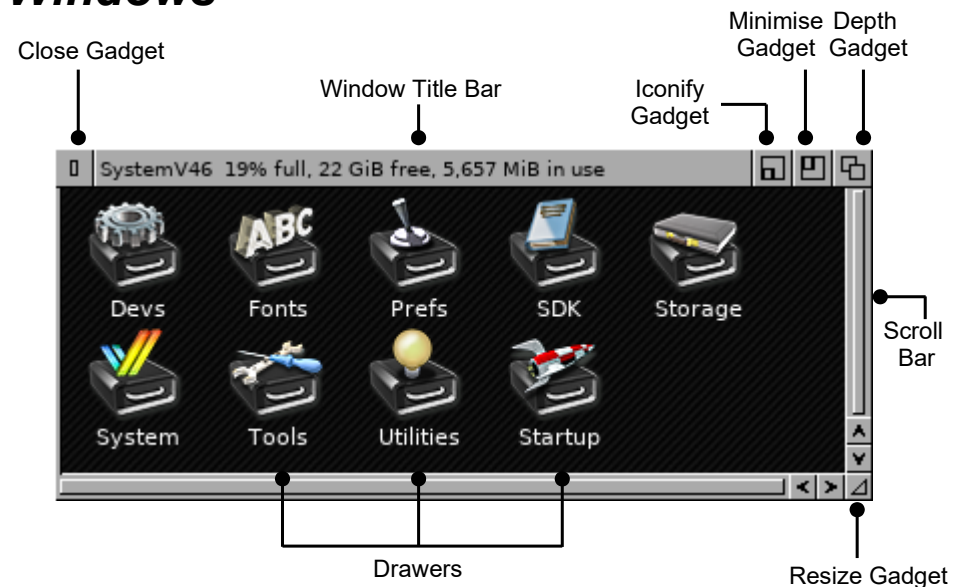 Windows
Minimise Depth
Close Gadget
Gadget Gadget
Window Title Bar
Iconify
Gadget
SystemV46 19% full, 22 GiB free, 5,657 MiB in use
ABC
Devs Fonts Prefs SDK Storage
Scroll
Bar
System Tools Utilities Startup
Drawers
Resize Gadget